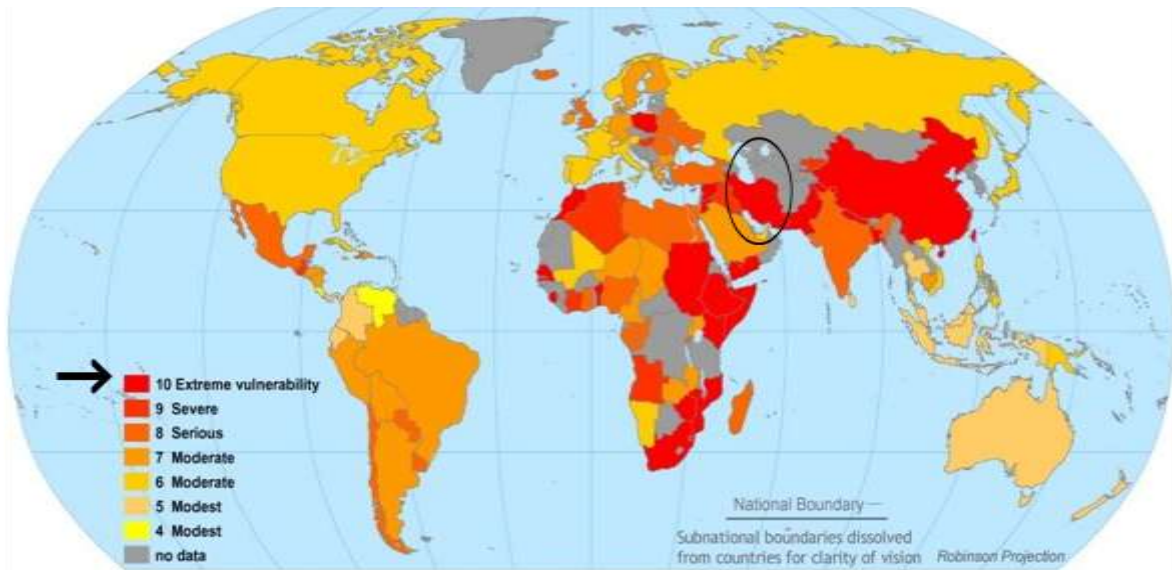 10 Extreme vulnerability
9 Severe
8 Serious
7 Moderate
6 Moderate
5 Modest
4 Modest
no data
National Boundary
Subnational boundaries dissolved
from countries for clarity of vision
Robinson Projection